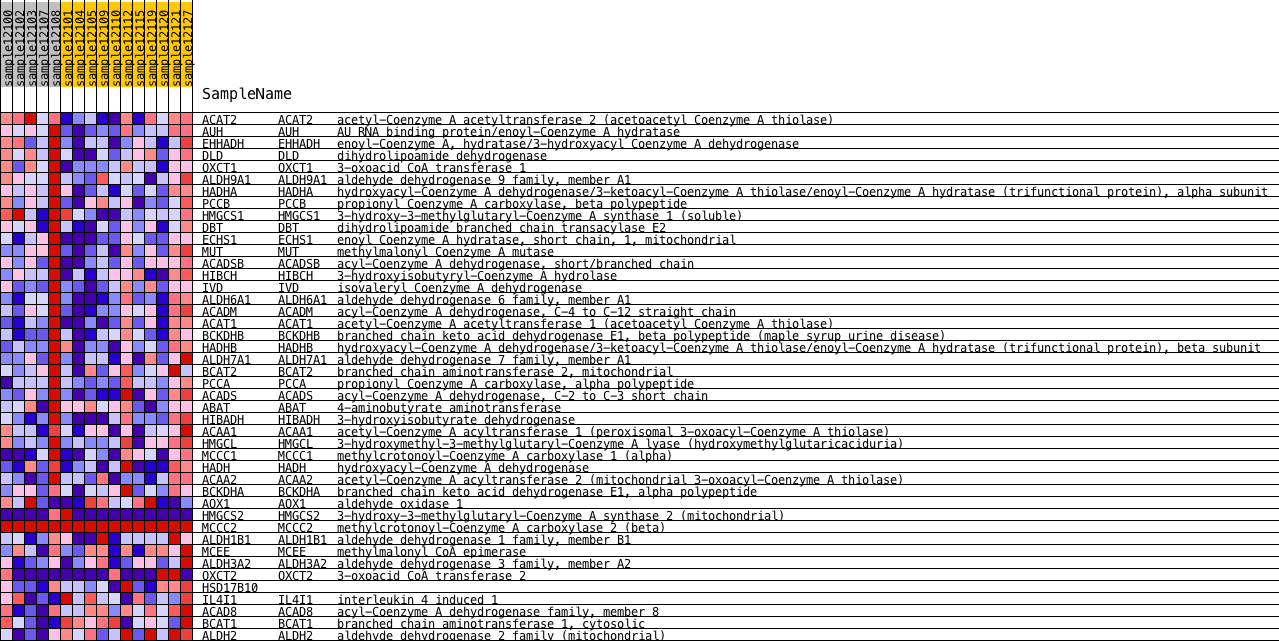 sample12100
sample12102
sample12103
sample12107
sample12108
sample12101
sample12104
sample12105
sample12109
sample12110
sample12112
sample12115
sample12119
sample12120
sample12121
sample12127
SampleName
ACAT2 ACAT2 acetyl-Coenzyme A acetyltransferase 2 (acetoacetyl Coenzyme A thiolase)
AUH AUH AU RNA binding protein/enoyl-Coenzyme A hydratase
EHHADH EHHADH enoyl-Coenzyme A, hydratase/3-hydroxyacyl Coenzyme A dehydrogenase
DLD DLD dihydrolipoamide dehydrogenase
OXCT1 OXCT1 3-oxoacid CoA transferase 1
ALDH9A1 ALDH9A1 aldehyde dehydrogenase 9 family, member A1
HADHA HADHA hydroxyacyl-Coenzyme A dehydrogenase/3-ketoacyl-Coenzyme A thiolase/enoyl-Coenzyme A hydratase (trifunctional protein), alpha subunit
PCCB PCCB propionyl Coenzyme A carboxylase, beta polypeptide
HMGCS1 HMGCS1 3-hydroxy-3-methylglutaryl-Coenzyme A synthase 1 (soluble)
DBT DBT dihydrolipoamide branched chain transacylase E2
ECHS1 ECHS1 enoyl Coenzyme A hydratase, short chain, 1, mitochondrial
MUT MUT methylmalonyl Coenzyme A mutase
ACADSB ACADSB acyl-Coenzyme A dehydrogenase, short/branched chain
HIBCH HIBCH 3-hydroxyisobutyryl-Coenzyme A hydrolase
IVD IVD isovaleryl Coenzyme A dehydrogenase
ALDH6A1 ALDH6A1 aldehyde dehydrogenase 6 family, member A1
ACADM ACADM acyl-Coenzyme A dehydrogenase, C-4 to C-12 straight chain
ACAT1 ACAT1 acetyl-Coenzyme A acetyltransferase 1 (acetoacetyl Coenzyme A thiolase)
BCKDHB BCKDHB branched chain keto acid dehydrogenase E1, beta polypeptide (maple syrup urine disease)
HADHB HADHB hydroxyacyl-Coenzyme A dehydrogenase/3-ketoacyl-Coenzyme A thiolase/enoyl-Coenzyme A hydratase (trifunctional protein), beta subunit
ALDH7A1 ALDH7A1 aldehyde dehydrogenase 7 family, member A1
BCAT2 BCAT2 branched chain aminotransferase 2, mitochondrial
PCCA PCCA propionyl Coenzyme A carboxylase, alpha polypeptide
ACADS ACADS acyl-Coenzyme A dehydrogenase, C-2 to C-3 short chain
ABAT ABAT 4-aminobutyrate aminotransferase
HIBADH HIBADH 3-hydroxyisobutyrate dehydrogenase
ACAA1 ACAA1 acetyl-Coenzyme A acyltransferase 1 (peroxisomal 3-oxoacyl-Coenzyme A thiolase)
HMGCL HMGCL 3-hydroxymethyl-3-methylglutaryl-Coenzyme A lyase (hydroxymethylglutaricaciduria)
MCCC1 MCCC1 methylcrotonoyl-Coenzyme A carboxylase 1 (alpha)
HADH HADH hydroxyacyl-Coenzyme A dehydrogenase
ACAA2 ACAA2 acetyl-Coenzyme A acyltransferase 2 (mitochondrial 3-oxoacyl-Coenzyme A thiolase)
BCKDHA BCKDHA branched chain keto acid dehydrogenase E1, alpha polypeptide
AOX1 AOX1 aldehyde oxidase 1
HMGCS2 HMGCS2 3-hydroxy-3-methylglutaryl-Coenzyme A synthase 2 (mitochondrial)
MCCC2 MCCC2 methylcrotonoyl-Coenzyme A carboxylase 2 (beta)
ALDH1B1 ALDH1B1 aldehyde dehydrogenase 1 family, member B1
MCEE MCEE methylmalonyl CoA epimerase
ALDH3A2 ALDH3A2 aldehyde dehydrogenase 3 family, member A2
OXCT2 OXCT2 3-oxoacid CoA transferase 2
HSD17B10
IL4I1 IL4I1 interleukin 4 induced 1
ACAD8 ACAD8 acyl-Coenzyme A dehydrogenase family, member 8
BCAT1 BCAT1 branched chain aminotransferase 1, cytosolic
ALDH2 ALDH2 aldehyde dehydrogenase 2 family (mitochondrial)